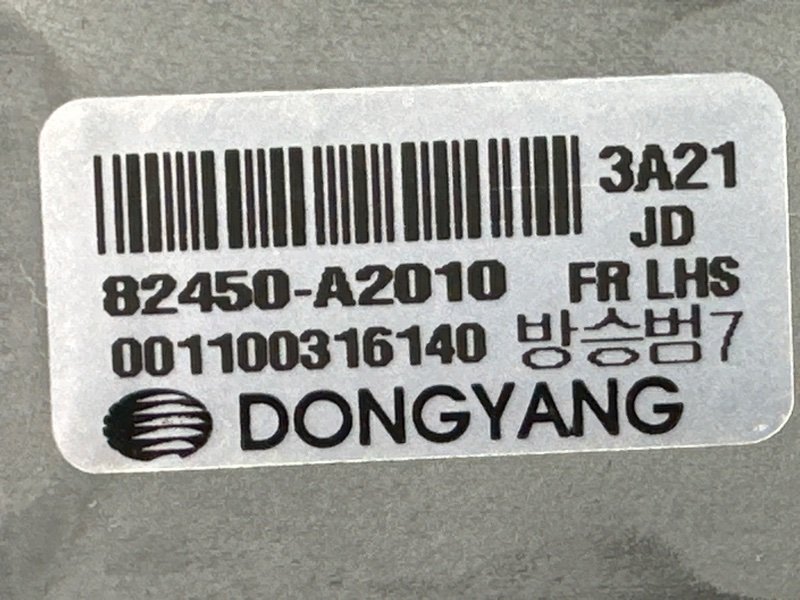 3A21
JD
82450-A2010 FR LHS
001100316140 방승범7
DONGYANG